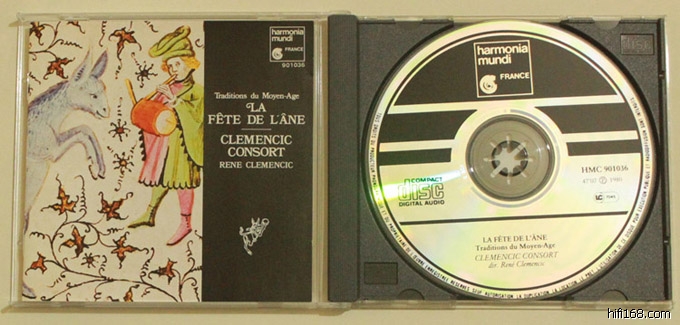 harmonia
mundi
FRANCE
901036
Traditions du Moyen-Age
LA
FÊTE DE L'ÂNE
CLEMENCIC
CONSORT
RENE CLEMENCIC
harmonia
mundi
FRANCE
COMPACT
disc
DIGITAL AUDIO
HMC 901036
℗ 1980
LA FÊTE DE L'ÂNE
Traditions du Moyen-Age
CLEMENCIC CONSORT
dir. René Clemencic
hifi168.com